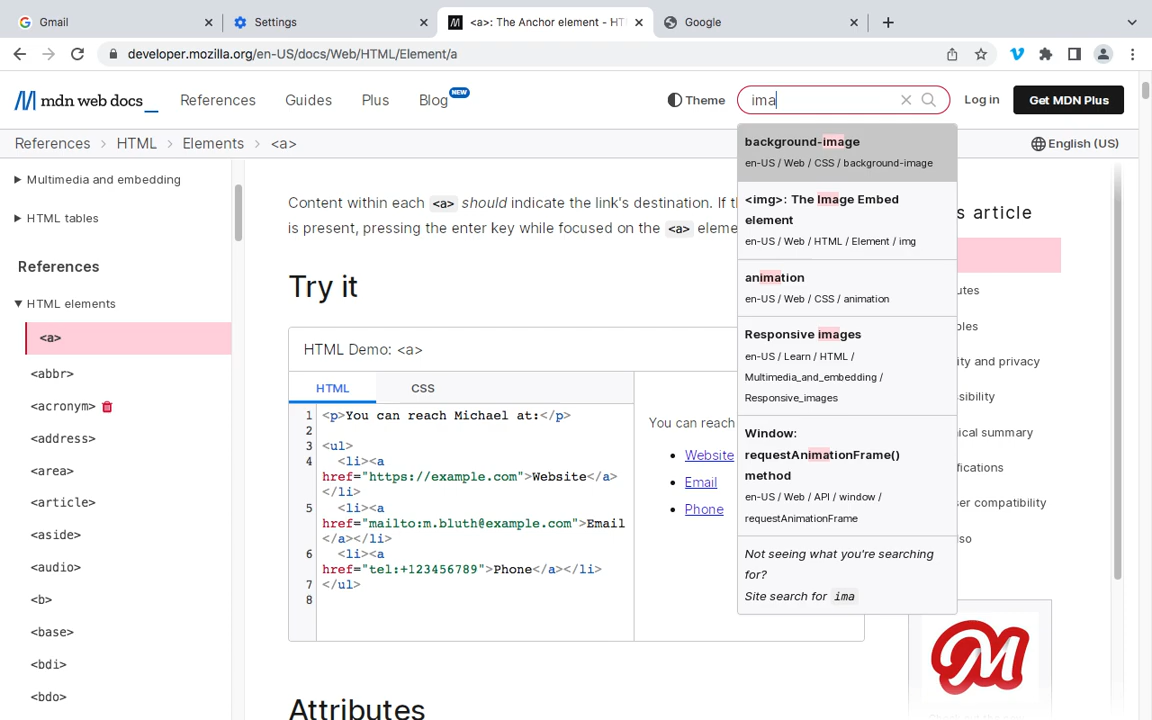 Gmail
Settings
<a>: The Anchor element - HT
Google
developer.mozilla.org/en-US/docs/Web/HTML/Element/a
mdn web docs_
References
Guides
Plus
Blog
NEW
Theme
ima
Log in
Get MDN Plus
References
HTML
Elements
<a>
English (US)
Multimedia and embedding
HTML tables
References
HTML elements
<a>
<abbr>
<acronym>
<address>
<area>
<article>
<aside>
<audio>
<b>
<base>
<bdi>
<bdo>
Content within each <a> should indicate the link's destination. If
is present, pressing the enter key while focused on the <a>
Try it
HTML Demo: <a>
HTML
CSS
1 <p>You can reach Michael at:</p>
2
3 <ul>
4 <li><a
href="https://example.com">Website</a>
</li>
5 <li><a
href="mailto:m.bluth@example.com">Email
</a></li>
6 <li><a
href="tel:+123456789">Phone</a></li>
7 </ul>
8
You can reach
Website
Email
Phone
Attributes
background-image
en-US / Web / CSS / background-image
<img>: The Image Embed
element
en-US / Web / HTML / Element / img
animation
en-US / Web / CSS / animation
Responsive images
en-US / Learn / HTML /
Multimedia_and_embedding /
Responsive_images
Window:
requestAnimationFrame()
method
en-US / Web / API / window /
requestAnimationFrame
Not seeing what you're searching
for?
Site search for ima
s article
and privacy
summary
compatibility